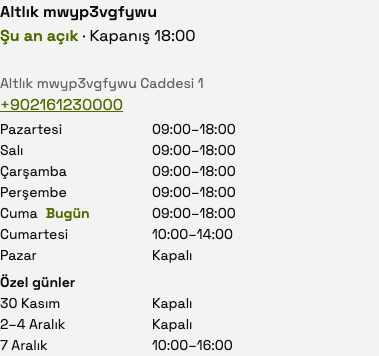 Altlık mwyp3vgfywu
Şu an açık · Kapanış 18:00
Altlık mwyp3vgfywu Caddesi 1
+902161230000
Pazartesi 09:00–18:00
Salı 09:00–18:00
Çarşamba 09:00–18:00
Perşembe 09:00–18:00
Cuma Bugün 09:00–18:00
Cumartesi 10:00–14:00
Pazar Kapalı
Özel günler
30 Kasım Kapalı
2–4 Aralık Kapalı
7 Aralık 10:00–16:00